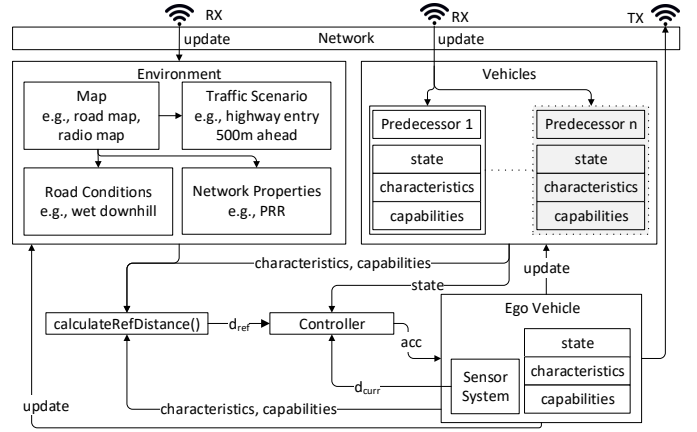 RX
RX
TX
update
Network
update
Environment
Vehicles
Map
e.g., road map,
radio map
Traffic Scenario
e.g., highway entry
500m ahead
Road Conditions
e.g., wet downhill
Network Properties
e.g., PRR
Predecessor 1
state
characteristics
capabilities
Predecessor n
state
characteristics
capabilities
characteristics, capabilities
state
update
calculateRefDistance()
dref
Controller
acc
Ego Vehicle
state
characteristics
capabilities
Sensor
System
dcurr
update
characteristics, capabilities